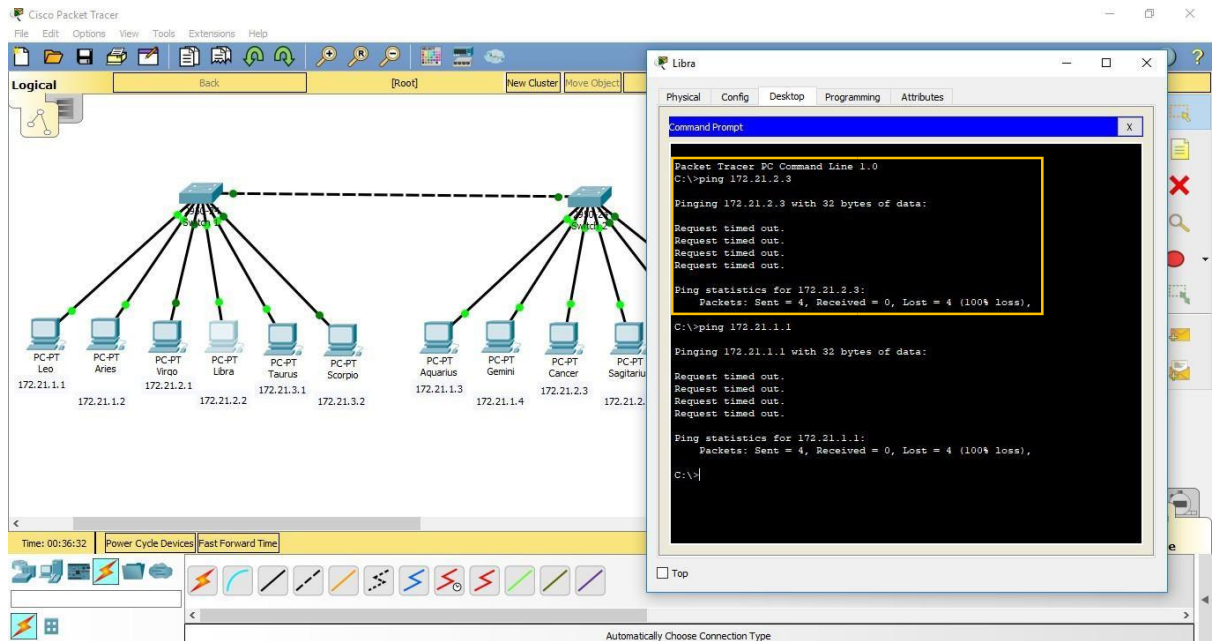 Cisco Packet Tracer
File Edit Options View Tools Extensions Help
Logical
Back
[Root]
New Cluster
Move Object
Switch 1
Switch 2
PC-PT
Leo
172.21.1.1
PC-PT
Aries
172.21.1.2
PC-PT
Virgo
172.21.2.1
PC-PT
Libra
172.21.2.2
PC-PT
Taurus
172.21.3.1
PC-PT
Scorpio
172.21.3.2
PC-PT
Aquarius
172.21.1.3
PC-PT
Gemini
172.21.1.4
PC-PT
Cancer
172.21.2.3
PC-PT
Sagitariu
172.21.2.
Libra
Physical Config Desktop Programming Attributes
Command Prompt
X
Packet Tracer PC Command Line 1.0
C:\>ping 172.21.2.3
Pinging 172.21.2.3 with 32 bytes of data:
Request timed out.
Request timed out.
Request timed out.
Request timed out.
Ping statistics for 172.21.2.3:
Packets: Sent = 4, Received = 0, Lost = 4 (100% loss),
C:\>ping 172.21.1.1
Pinging 172.21.1.1 with 32 bytes of data:
Request timed out.
Request timed out.
Request timed out.
Request timed out.
Ping statistics for 172.21.1.1:
Packets: Sent = 4, Received = 0, Lost = 4 (100% loss),
C:\>
Top
Time: 00:36:32
Power Cycle Devices
Fast Forward Time
Automatically Choose Connection Type